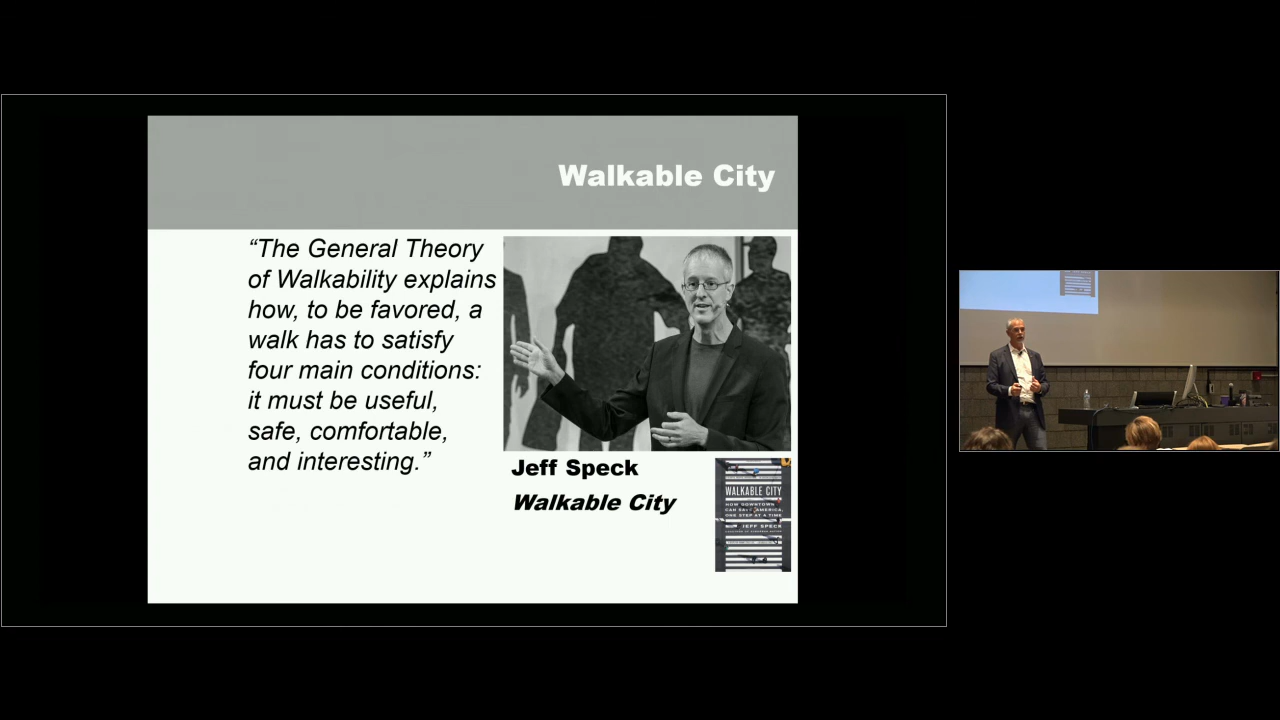 Walkable City
“The General Theory
of Walkability explains
how, to be favored, a
walk has to satisfy
four main conditions:
it must be useful,
safe, comfortable,
and interesting.”
Jeff Speck
Walkable City
WALKABLE CITY
HOW DOWNTOWN
CAN SAVE AMERICA,
ONE STEP AT A TIME
JEFF SPECK